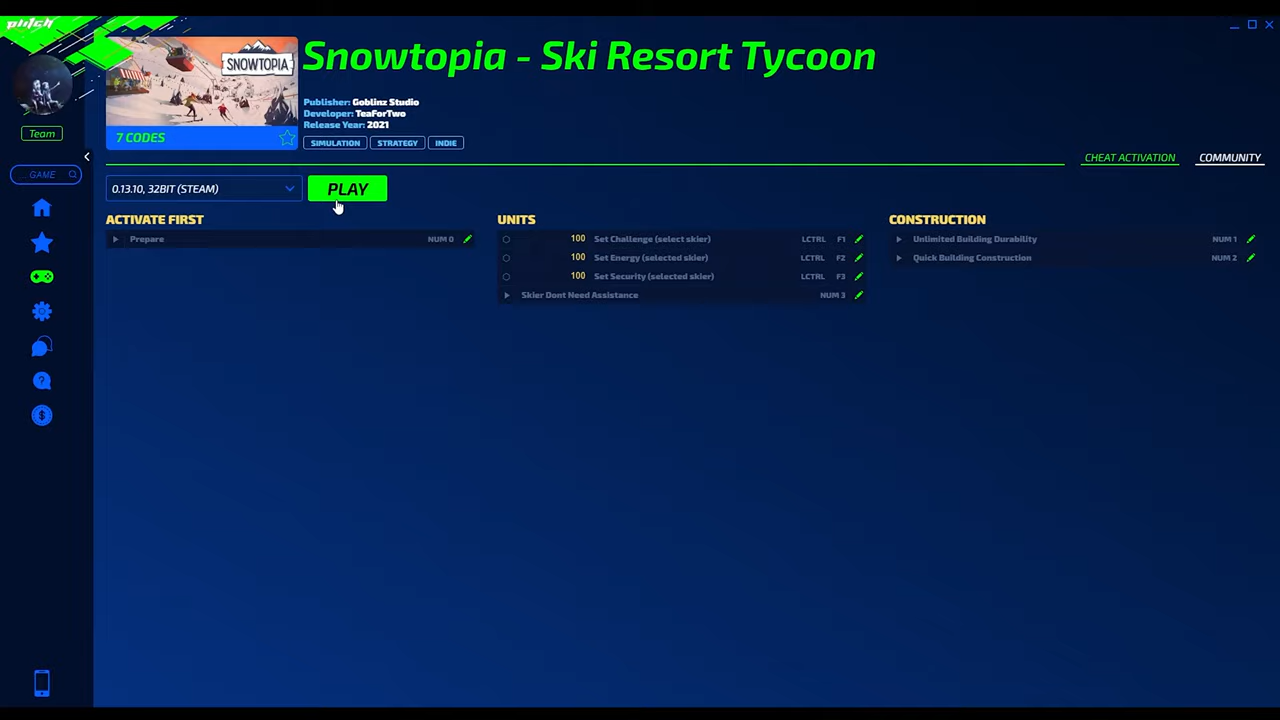 plitch
Snowtopia - Ski Resort Tycoon
SNOWTOPIA
Publisher: Goblinz Studio
Developer: TeaForTwo
Release Year: 2021
7 CODES
SIMULATION STRATEGY INDIE
Team
CHEAT ACTIVATION COMMUNITY
GAME
0.13.10, 32BIT (STEAM) PLAY
ACTIVATE FIRST
Prepare NUM 0
UNITS
100 Set Challenge (select skier) LCTRL F1
100 Set Energy (selected skier) LCTRL F2
100 Set Security (selected skier) LCTRL F3
Skier Dont Need Assistance NUM 3
CONSTRUCTION
Unlimited Building Durability NUM 1
Quick Building Construction NUM 2